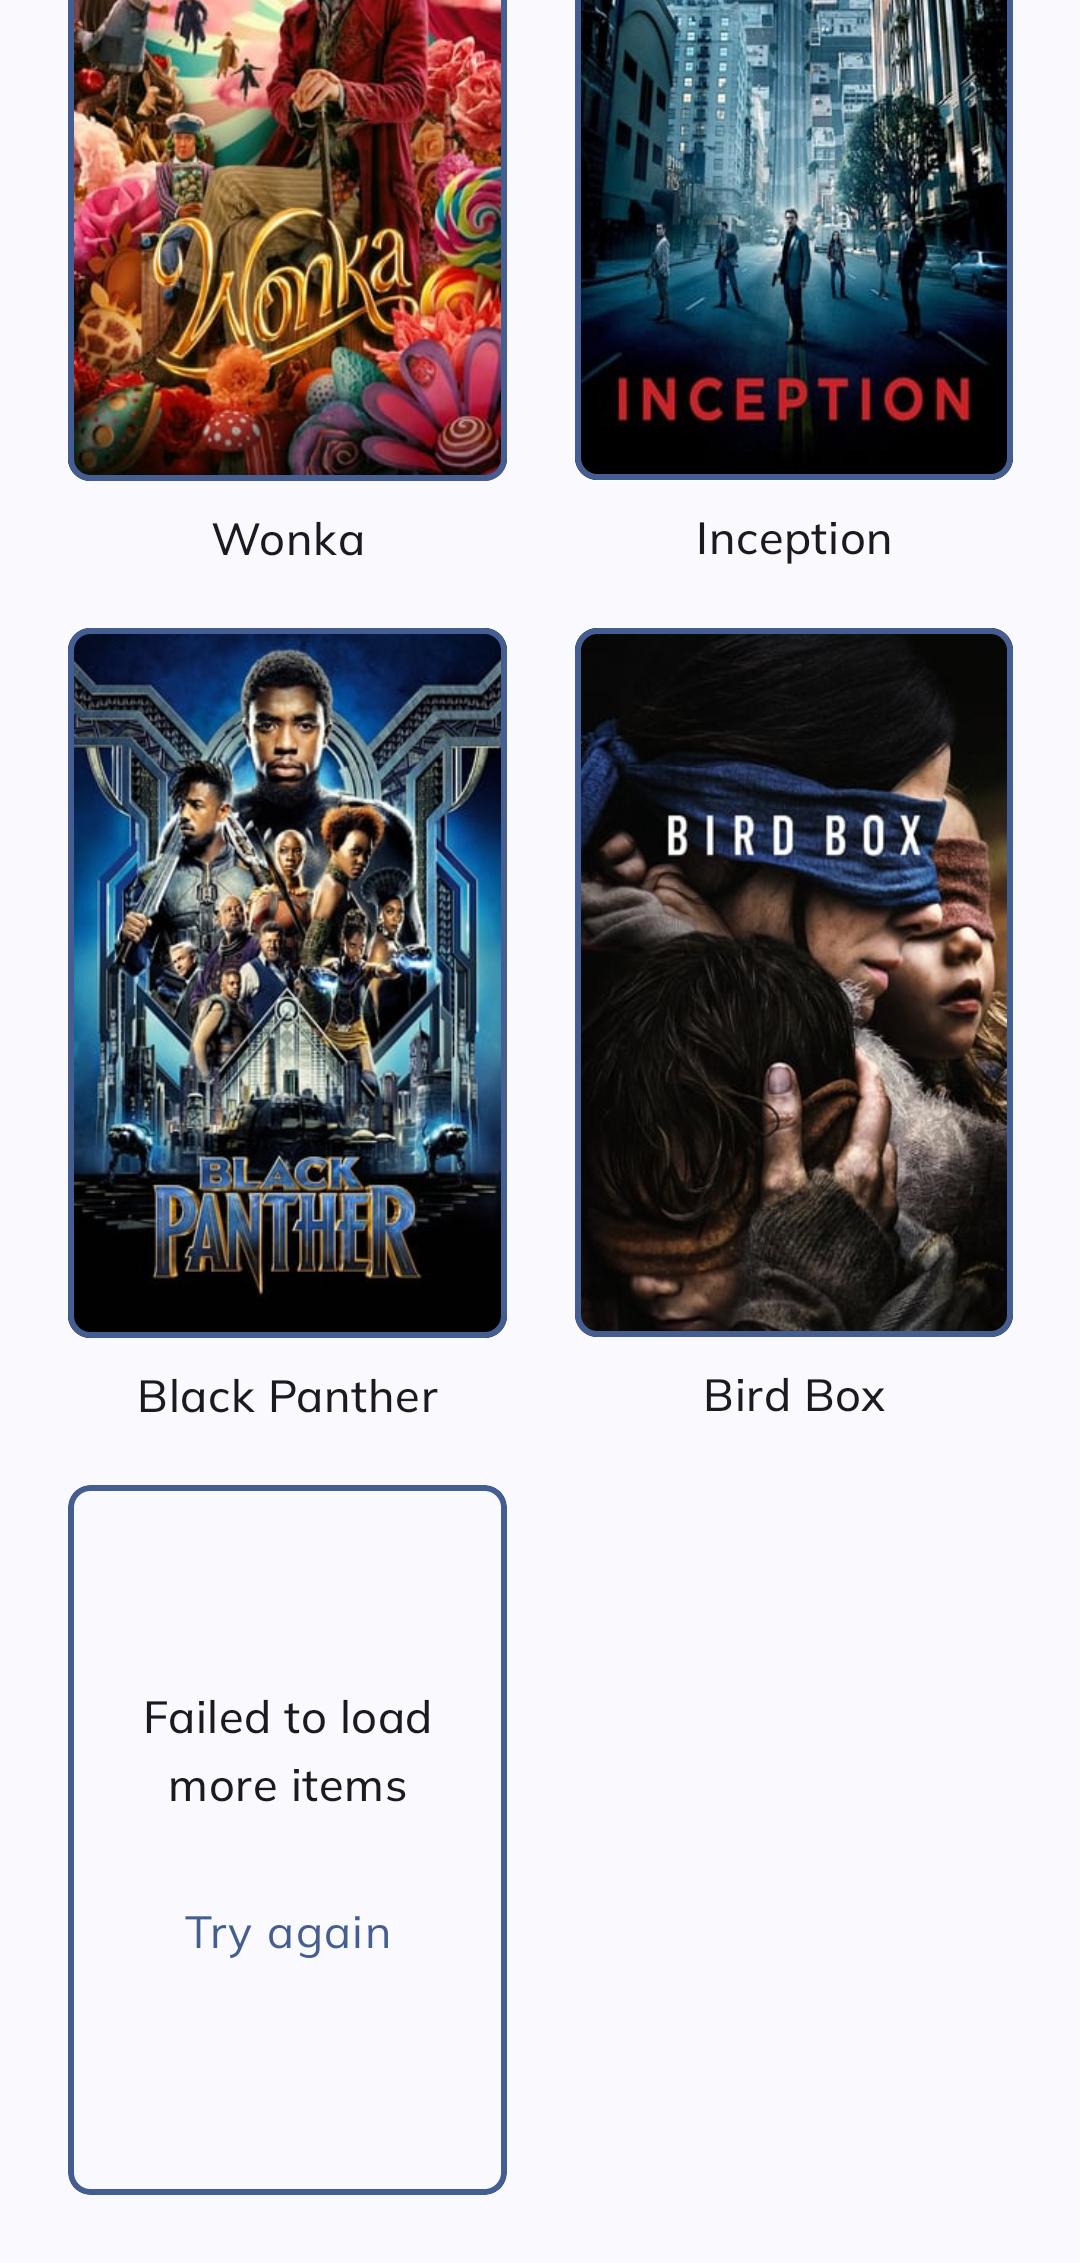 Wonka
INCEPTION
Wonka
Inception
BLACK
PANTHER
BIRD BOX
Black Panther
Bird Box
Failed to load
more items
Try again